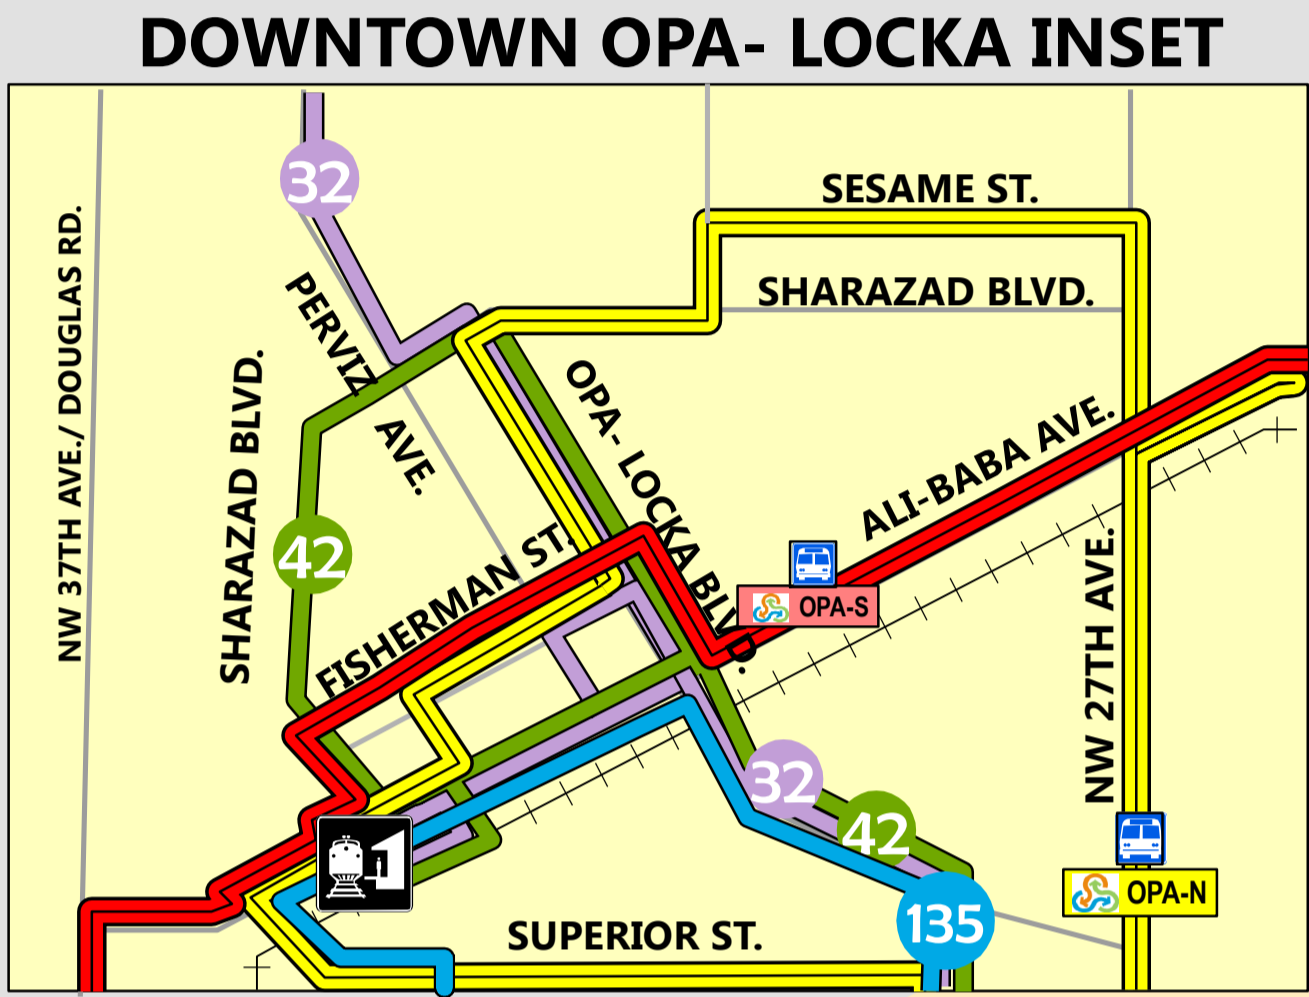 DOWNTOWN OPA- LOCKA INSET
32
SESAME ST.
SHARAZAD BLVD.
NW 37TH AVE./ DOUGLAS RD.
PERVIZ AVE.
SHARAZAD BLVD.
OPA- LOCKA BLVD.
ALI-BABA AVE.
42
FISHERMAN ST.
OPA-S
NW 27TH AVE.
32
42
OPA-N
135
SUPERIOR ST.